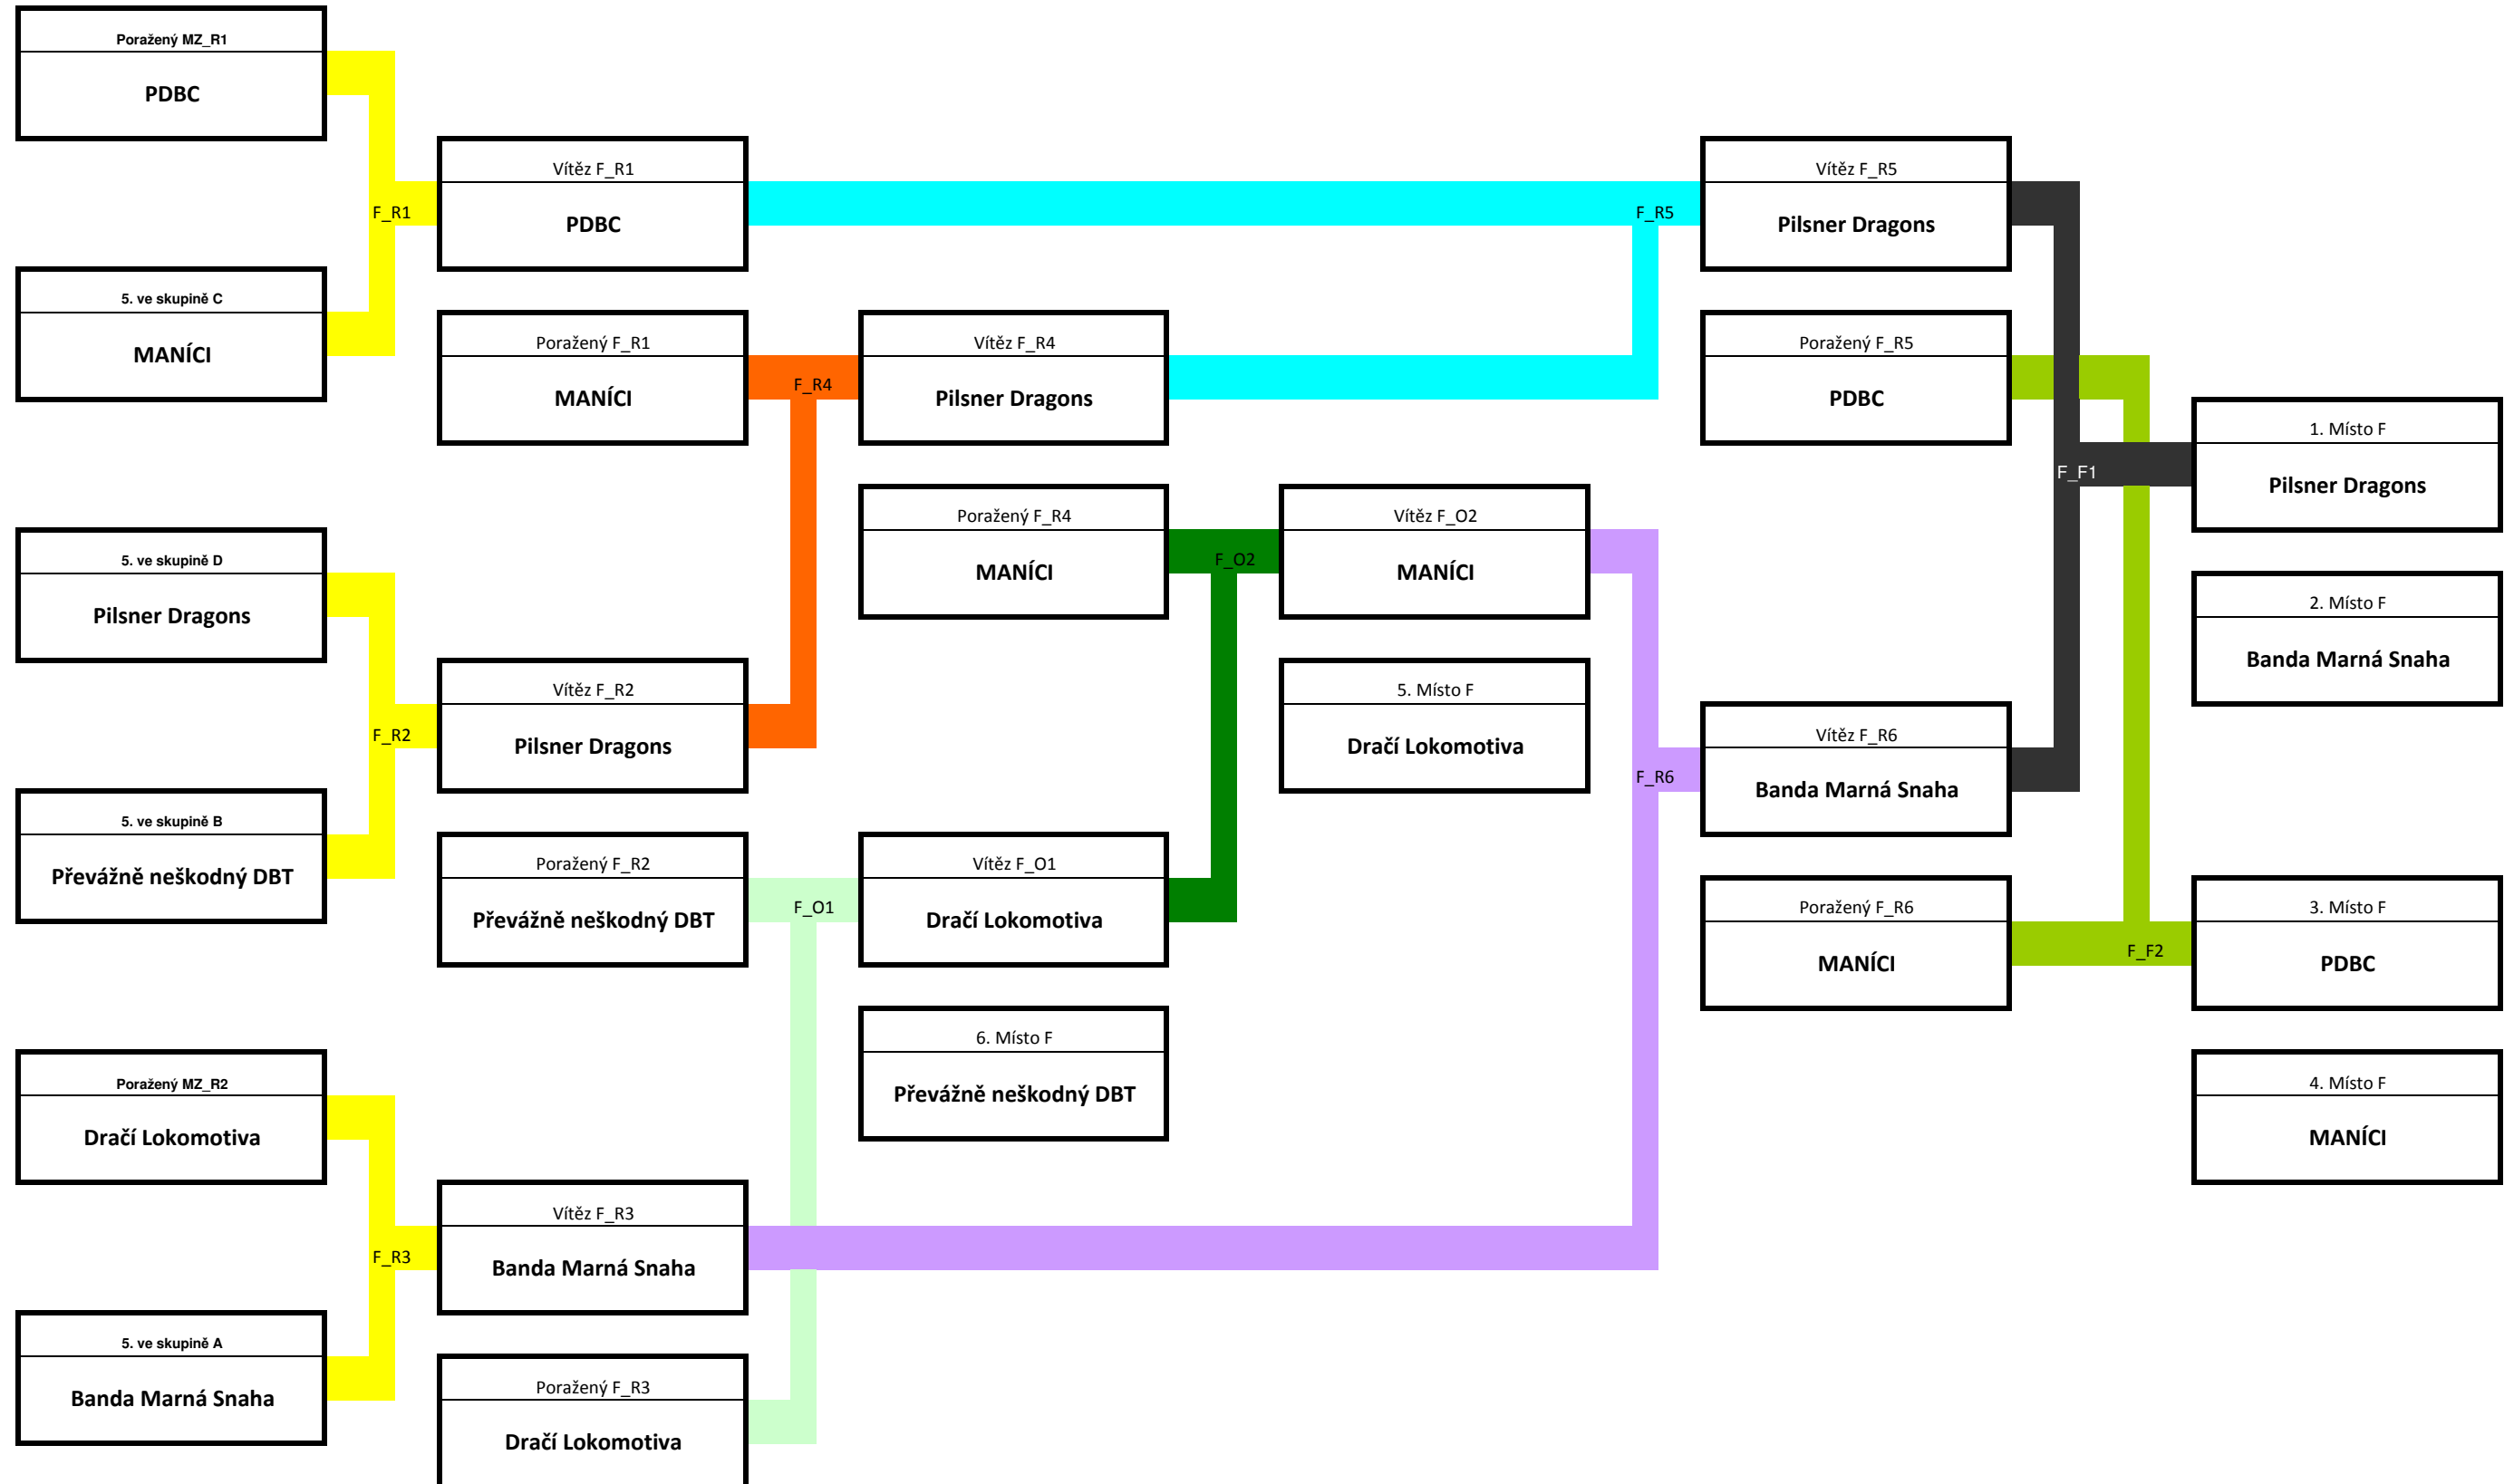 Poražený MZ_R1
PDBC
F_R1
5. ve skupině C
MANÍCI
5. ve skupině D
Pilsner Dragons
F_R2
5. ve skupině B
Převážně neškodný DBT
Poražený MZ_R2
Dračí Lokomotiva
F_R3
5. ve skupině A
Banda Marná Snaha
Vítěz F_R1
PDBC
Poražený F_R1
MANÍCI
F_R4
Vítěz F_R2
Pilsner Dragons
Poražený F_R2
Převážně neškodný DBT
F_O1
Vítěz F_R3
Banda Marná Snaha
Poražený F_R3
Dračí Lokomotiva
Vítěz F_R4
Pilsner Dragons
Poražený F_R4
MANÍCI
F_O2
Vítěz F_O1
Dračí Lokomotiva
6. Místo F
Převážně neškodný DBT
Vítěz F_O2
MANÍCI
5. Místo F
Dračí Lokomotiva
F_R5
F_R6
Vítěz F_R5
Pilsner Dragons
Poražený F_R5
PDBC
Vítěz F_R6
Banda Marná Snaha
Poražený F_R6
MANÍCI
F_F1
F_F2
1. Místo F
Pilsner Dragons
2. Místo F
Banda Marná Snaha
3. Místo F
PDBC
4. Místo F
MANÍCI